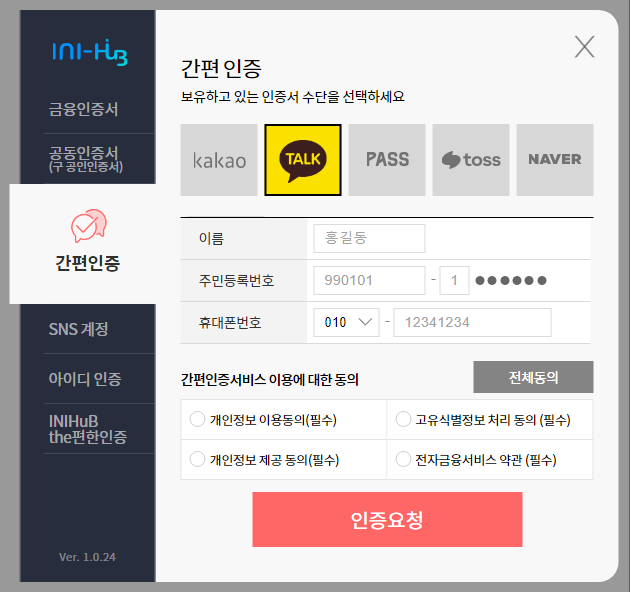 INI-HUB
금융인증서
공동인증서
(구 공인인증서)
간편인증
SNS 계정
아이디 인증
INIHuB
the편한인증
Ver. 1.0.24
간편 인증
보유하고 있는 인증서 수단을 선택하세요
kakao TALK PASS toss NAVER
이름 홍길동
주민등록번호 990101 - 1 ●●●●●●
휴대폰번호 010 - 12341234
간편인증서비스 이용에 대한 동의 전체동의
개인정보 이용동의(필수) 고유식별정보 처리 동의 (필수)
개인정보 제공 동의(필수) 전자금융서비스 약관 (필수)
인증요청